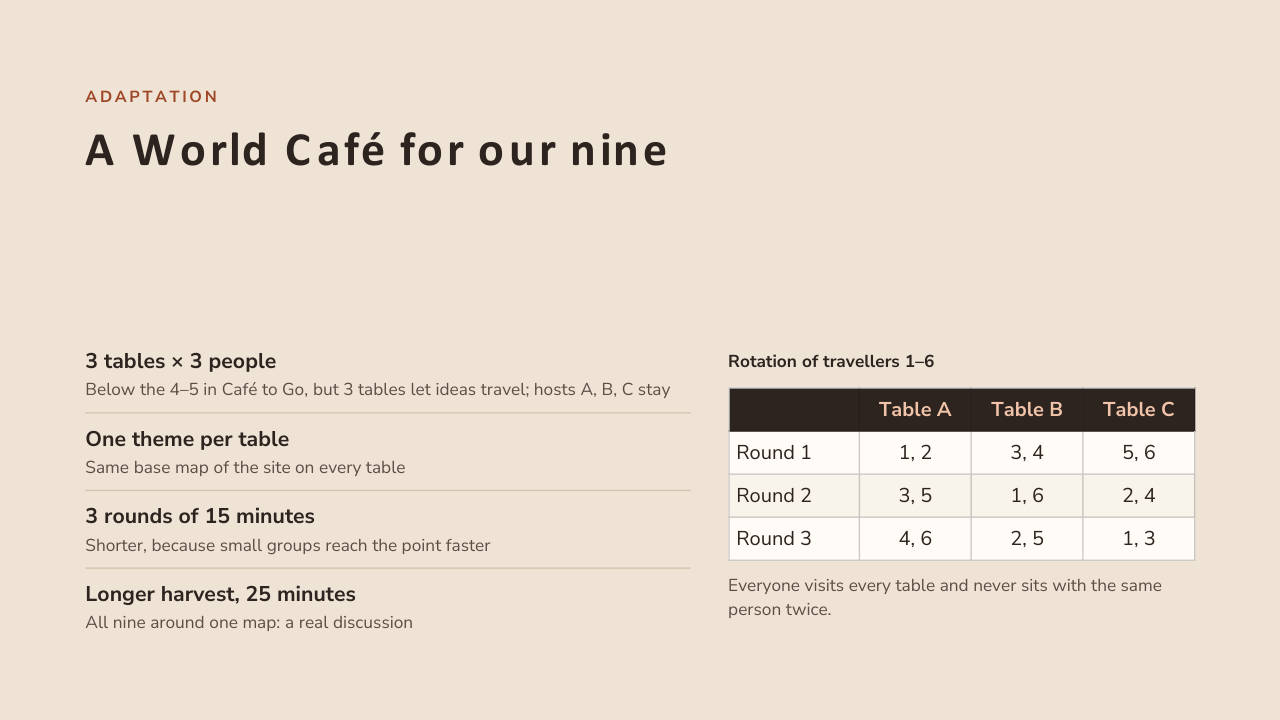 ADAPTATION
A World Café for our nine
3 tables × 3 people
Below the 4–5 in Café to Go, but 3 tables let ideas travel; hosts A, B, C stay
One theme per table
Same base map of the site on every table
3 rounds of 15 minutes
Shorter, because small groups reach the point faster
Longer harvest, 25 minutes
All nine around one map: a real discussion
Rotation of travellers 1–6
Table A Table B Table C
Round 1 1, 2 3, 4 5, 6
Round 2 3, 5 1, 6 2, 4
Round 3 4, 6 2, 5 1, 3
Everyone visits every table and never sits with the same
person twice.